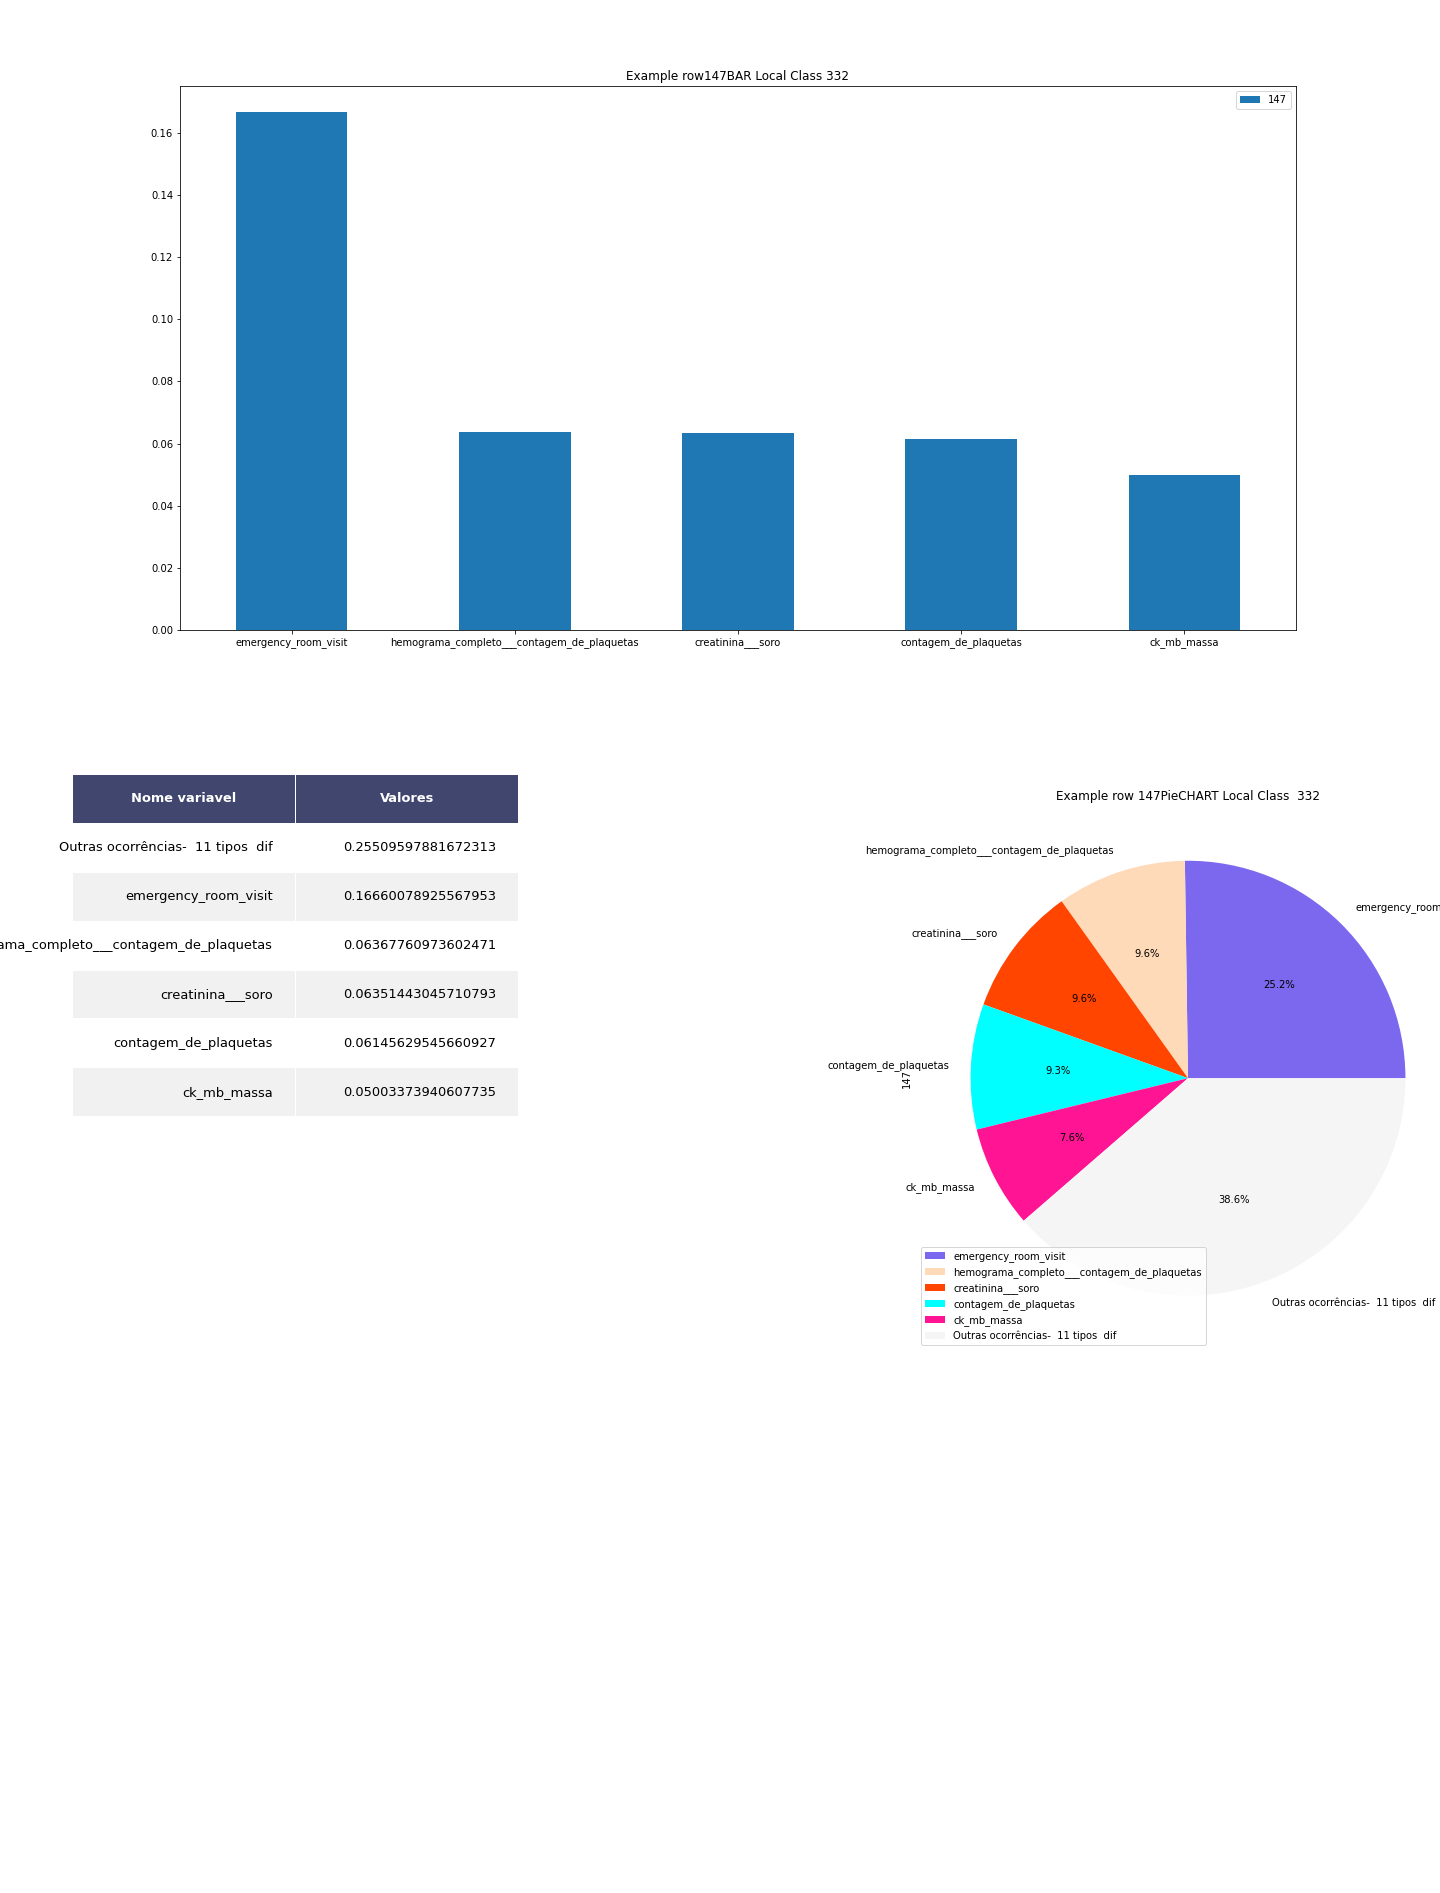 Example row147BAR Local Class 332
147
0.16
0.14
0.12
0.10
0.08
0.06
0.04
0.02
0.00
emergency_room_visit hemograma_completo___contagem_de_plaquetas creatinina___soro contagem_de_plaquetas ck_mb_massa
Nome variavel Valores
Outras ocorrências-  11 tipos  dif 0.25509597881672313
emergency_room_visit 0.16660078925567953
ama_completo___contagem_de_plaquetas 0.06367760973602471
creatinina___soro 0.06351443045710793
contagem_de_plaquetas 0.06145629545660927
ck_mb_massa 0.05003373940607735
Example row 147PieCHART Local Class  332
hemograma_completo___contagem_de_plaquetas
emergency_room
creatinina___soro
9.6%
25.2%
9.6%
contagem_de_plaquetas
9.3%
147
7.6%
ck_mb_massa
38.6%
emergency_room_visit
hemograma_completo___contagem_de_plaquetas
creatinina___soro
contagem_de_plaquetas
ck_mb_massa
Outras ocorrências-  11 tipos  dif
Outras ocorrências-  11 tipos  dif